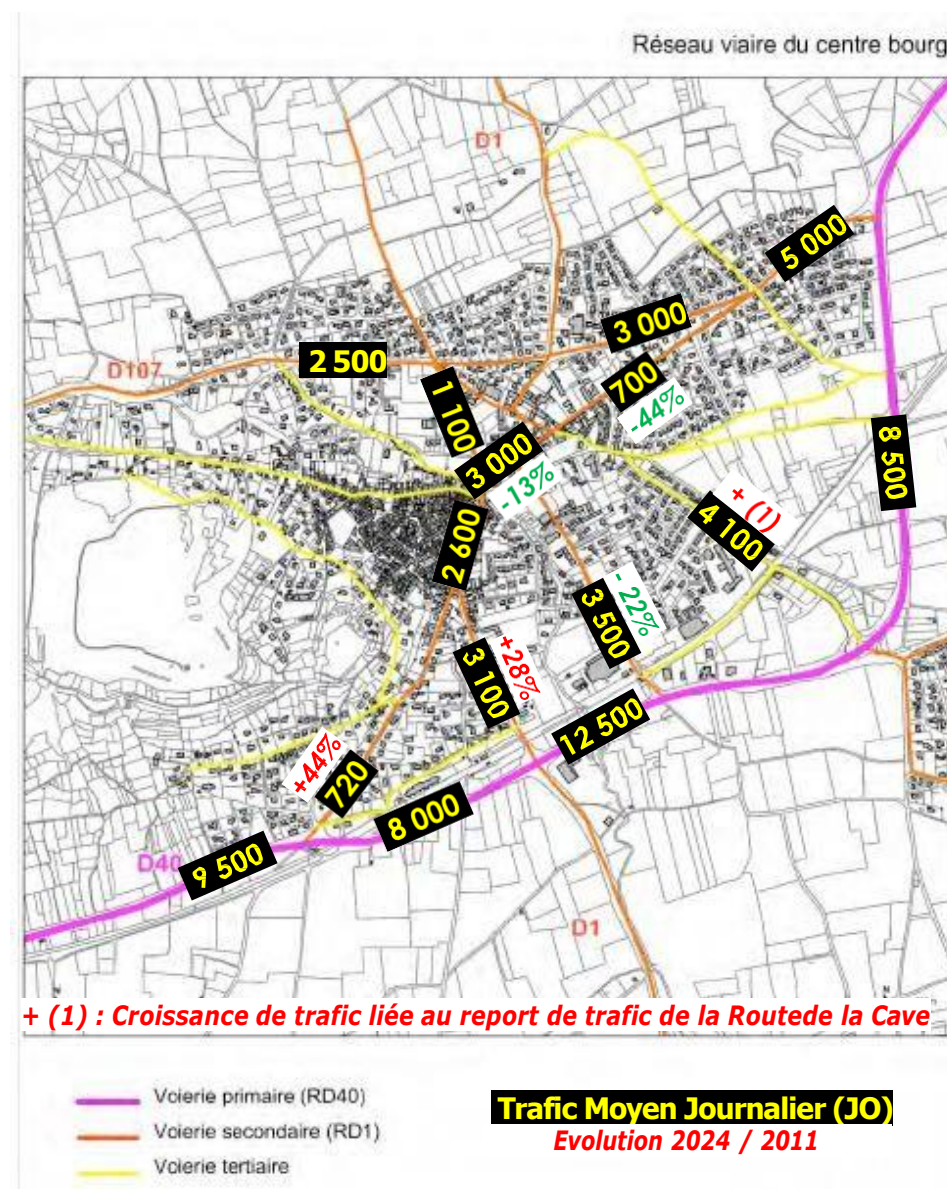 Réseau viaire du centre bourg
D1
5 000
3 000
2 500
D107
700
-44%
1 100
3 000
-13%
8 500
+ (1)
4 100
2 600
- 22%
3 500
+28%
3 100
12 500
+44%
720
8 000
D40
9 500
D1
+ (1) : Croissance de trafic liée au report de trafic de la Routede la Cave
Voierie primaire (RD40)
Voierie secondaire (RD1)
Voierie tertiaire
Trafic Moyen Journalier (JO)
Evolution 2024 / 2011